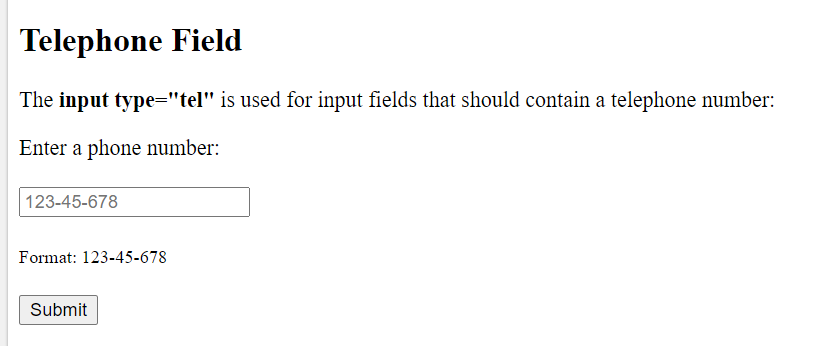 Telephone Field
The input type="tel" is used for input fields that should contain a telephone number:
Enter a phone number:
123-45-678
Format: 123-45-678
Submit